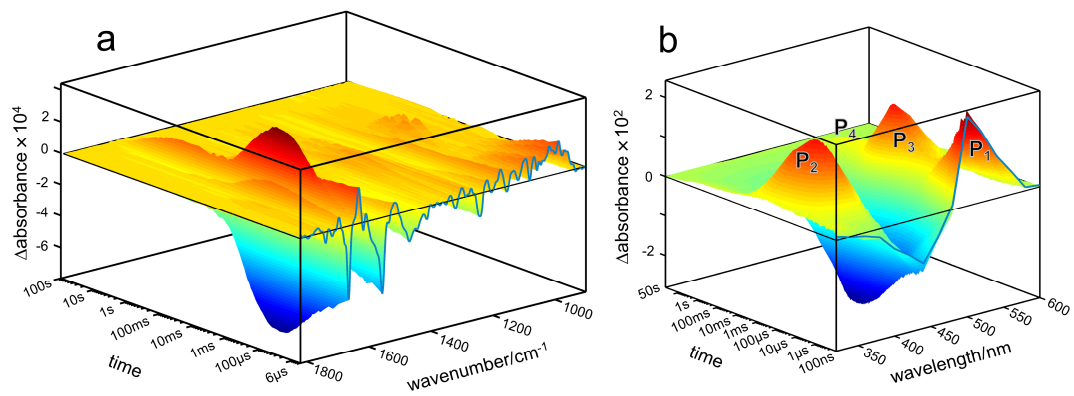 a
Δabsorbance × 10⁴
2
0
-2
-4
-6
100s
10s
1s
100ms
10ms
1ms
100µs
6µs
time
1800
1600
1400
1200
1000
wavenumber/cm⁻¹
b
Δabsorbance × 10²
2
0
-2
P₄
P₃
P₂
P₁
50s
1s
100ms
10ms
1ms
100µs
10µs
1µs
100ns
time
350
400
450
500
550
600
wavelength/nm